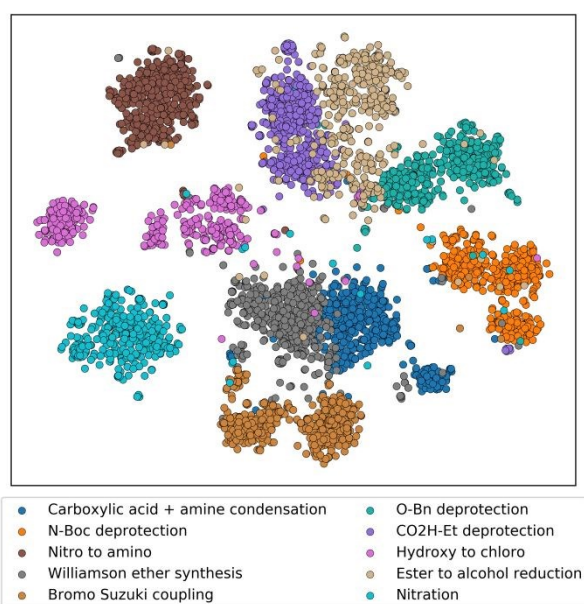 Carboxylic acid + amine condensation
N-Boc deprotection
Nitro to amino
Williamson ether synthesis
Bromo Suzuki coupling
O-Bn deprotection
CO2H-Et deprotection
Hydroxy to chloro
Ester to alcohol reduction
Nitration